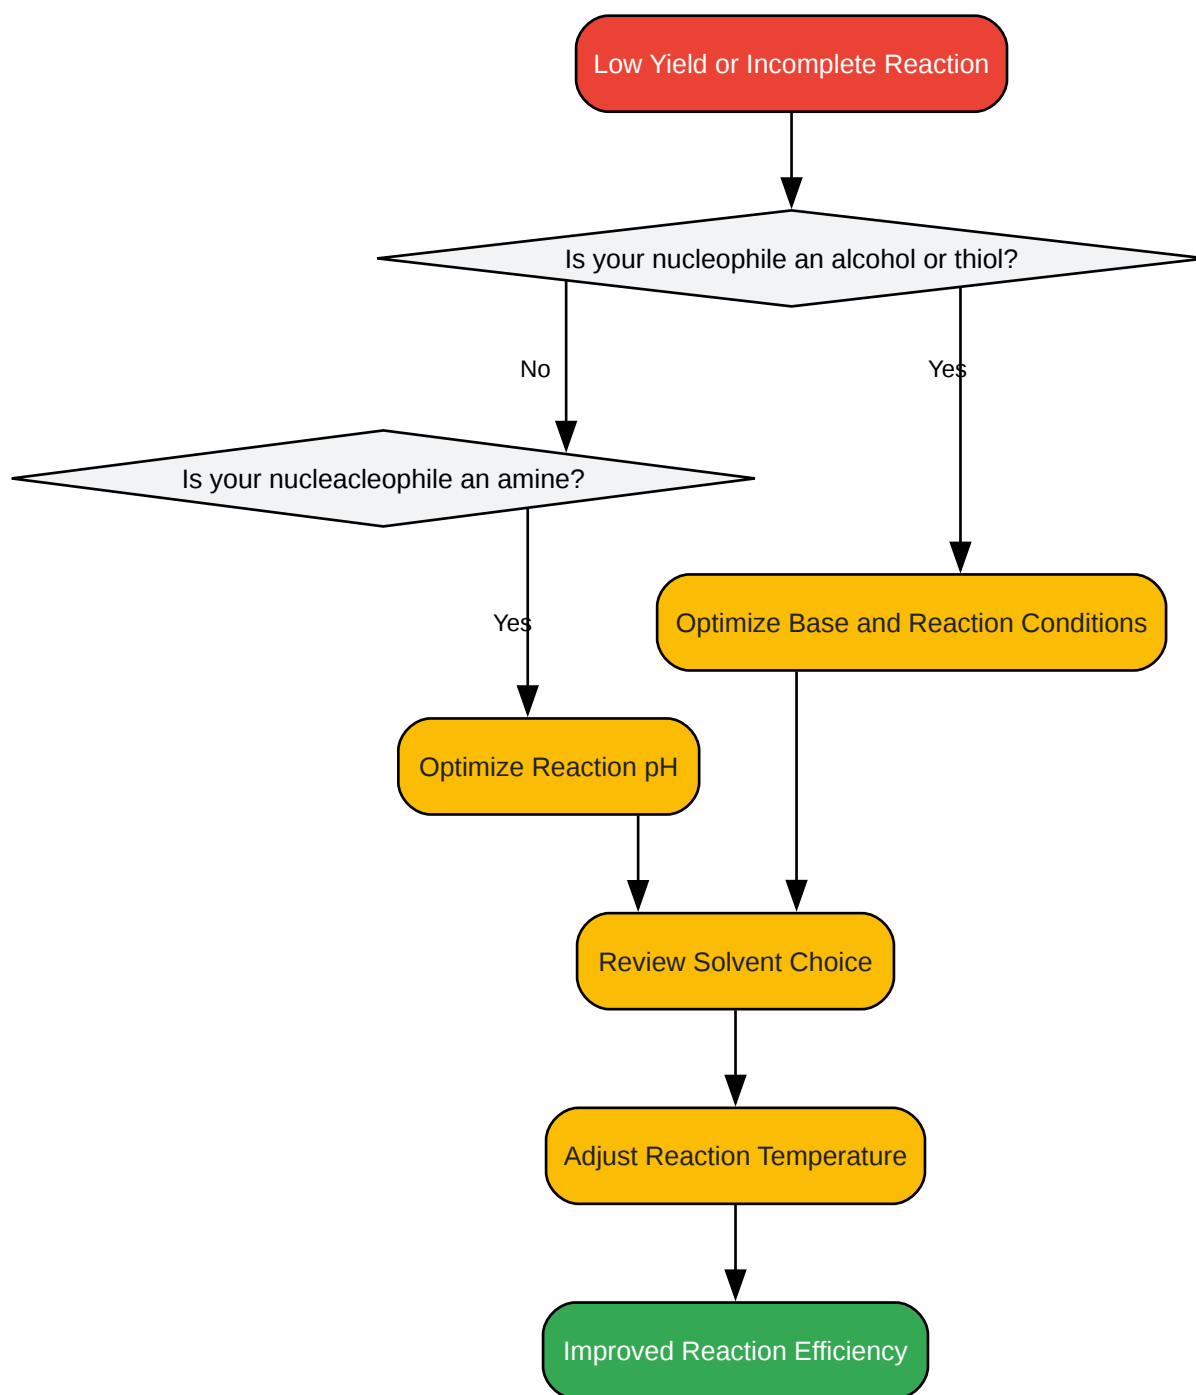 Low Yield or Incomplete Reaction
Is your nucleophile an alcohol or thiol?
No
Yes
Is your nucleacleophile an amine?
Yes
Optimize Base and Reaction Conditions
Optimize Reaction pH
Review Solvent Choice
Adjust Reaction Temperature
Improved Reaction Efficiency